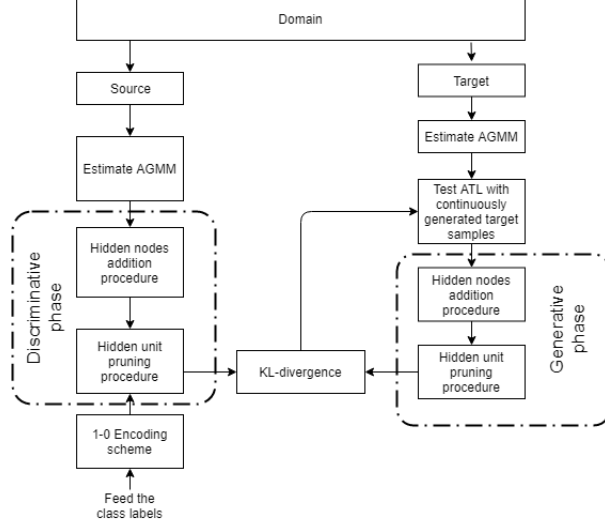 Domain
Source
Target
Estimate AGMM
Estimate AGMM
Test ATL with
continuously
generated target
samples
Discriminative
phase
Hidden nodes
addition
procedure
Hidden unit
pruning
procedure
Hidden nodes
addition
procedure
Hidden unit
pruning
procedure
Generative
phase
KL-divergence
1-0 Encoding
scheme
Feed the
class labels